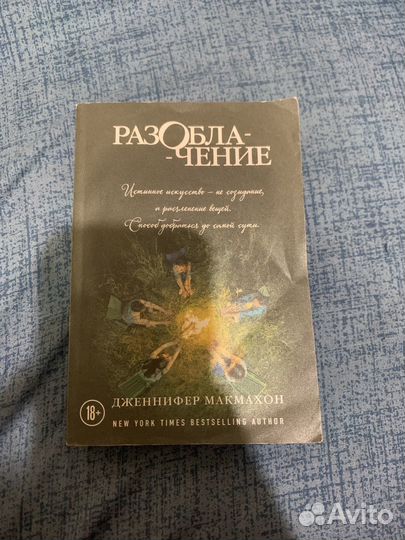 РАЗОБЛА-
-ЧЕНИЕ
Истинное искусство – не созидание,
а расщепление вещей.
Способ добраться до самой сути.
18+
ДЖЕННИФЕР МАКМАХОН
NEW YORK TIMES BESTSELLING AUTHOR
Avito